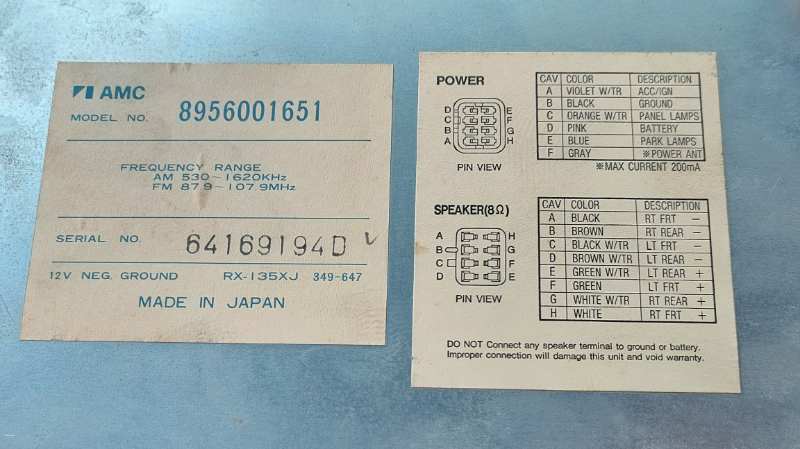 AMC
MODEL NO. 8956001651
FREQUENCY RANGE
AM 530~1620KHz
FM 87.9~107.9MHz
SERIAL NO. 64169194D
12V NEG. GROUND RX-135XJ 349-647
MADE IN JAPAN
POWER
D E
C F
B G
A H
PIN VIEW
CAV COLOR DESCRIPTION
A VIOLET W/TR ACC/IGN
B BLACK GROUND
C ORANGE W/TR PANEL LAMPS
D PINK BATTERY
E BLUE PARK LAMPS
F GRAY ※POWER ANT
※MAX CURRENT 200mA
SPEAKER(8Ω)
A H
B G
C F
D E
PIN VIEW
CAV COLOR DESCRIPTION
A BLACK RT FRT −
B BROWN RT REAR −
C BLACK W/TR LT FRT −
D BROWN W/TR LT REAR −
E GREEN W/TR LT REAR +
F GREEN LT FRT +
G WHITE W/TR RT REAR +
H WHITE RT FRT +
DO NOT Connect any speaker terminal to ground or battery.
Improper connection will damage this unit and void warranty.